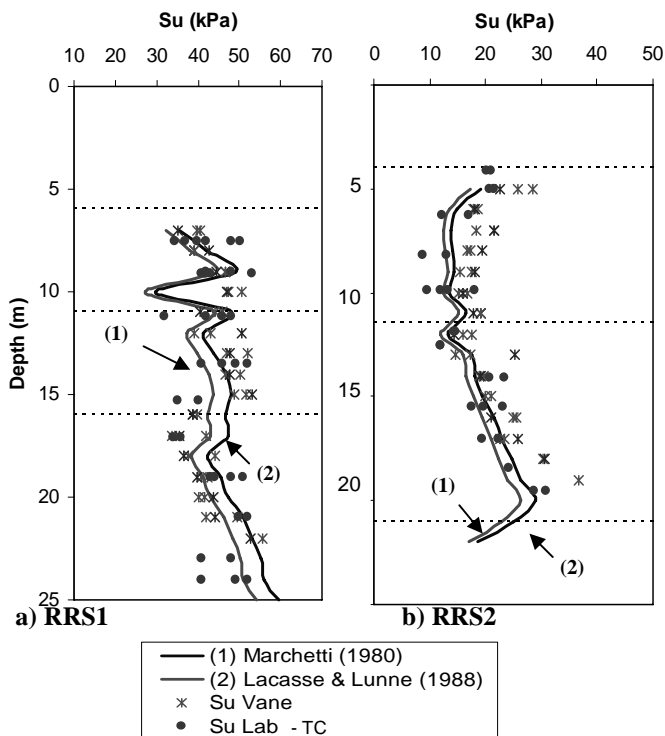 Su (kPa)
10 20 30 40 50 60 70
0
5
10
15
20
25
Depth (m)
(1)
(2)
a) RRS1
Su (kPa)
0 10 20 30 40 50
5
10
15
20
(1)
(2)
b) RRS2
(1) Marchetti (1980)
(2) Lacasse & Lunne (1988)
Su Vane
Su Lab - TC